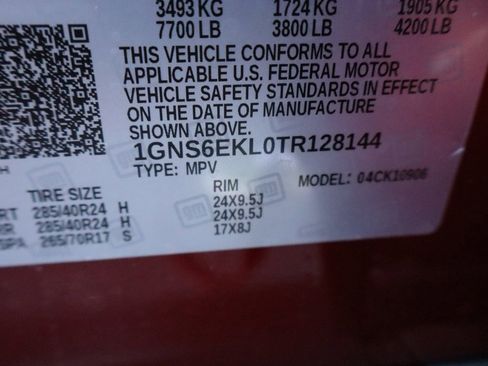 3493 KG 1724 KG 1905 KG
7700 LB 3800 LB 4200 LB
THIS VEHICLE CONFORMS TO ALL
APPLICABLE U.S. FEDERAL MOTOR
VEHICLE SAFETY STANDARDS IN EFFECT
ON THE DATE OF MANUFACTURE
SHOWN ABOVE.
1GNS6EKL0TR128144
TYPE: MPV
MODEL: 04CK10906
TIRE SIZE RIM
RT 285/40R24 H 24X9.5J
RR 285/40R24 H 24X9.5J
SPA 265/70R17 S 17X8J